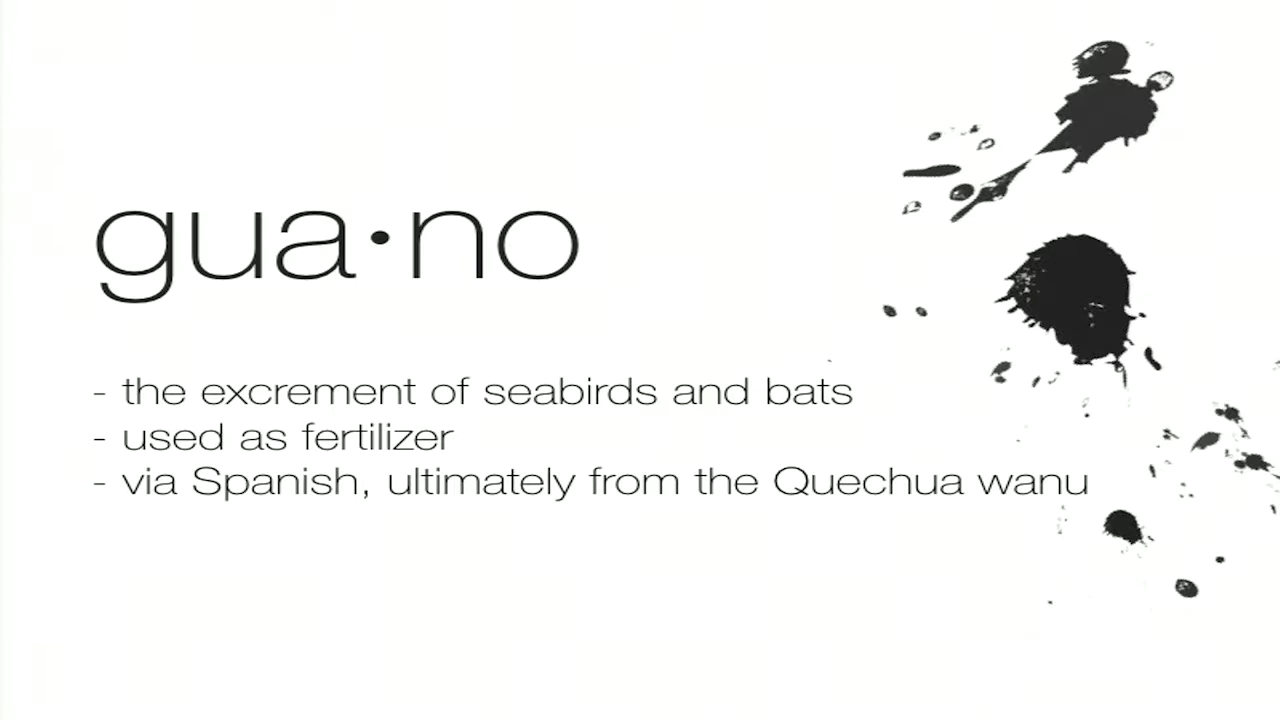 gua·no
- the excrement of seabirds and bats
- used as fertilizer
- via Spanish, ultimately from the Quechua wanu